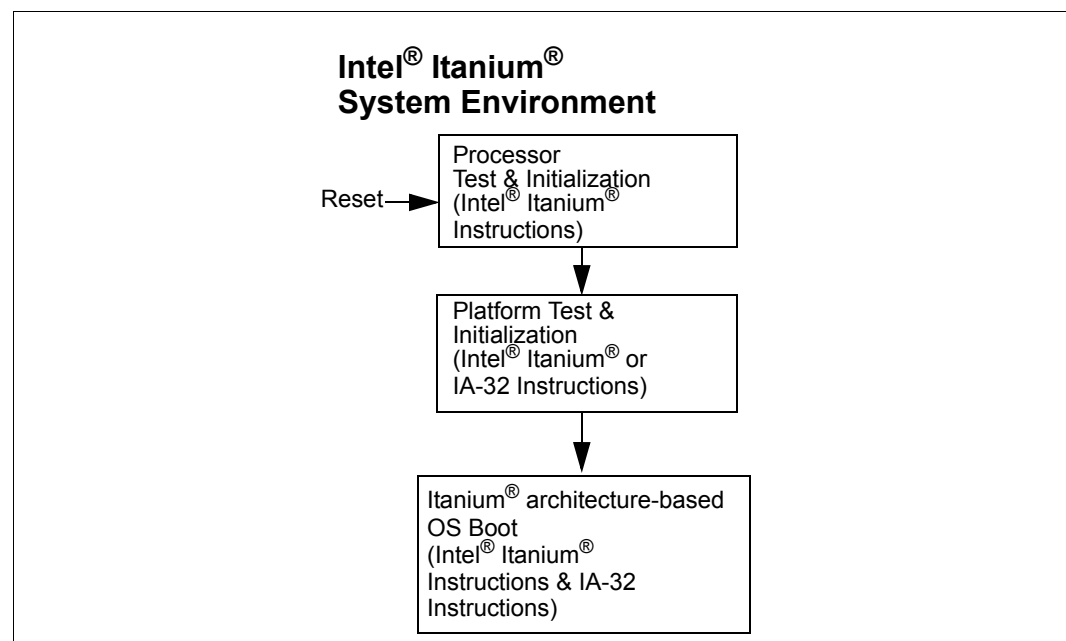 Intel® Itanium®
System Environment
Processor
Test & Initialization
Reset
(Intel® Itanium®
Instructions)
Platform Test &
Initialization
(Intel® Itanium® or
IA-32 Instructions)
Itanium® architecture-based
OS Boot
(Intel® Itanium®
Instructions & IA-32
Instructions)